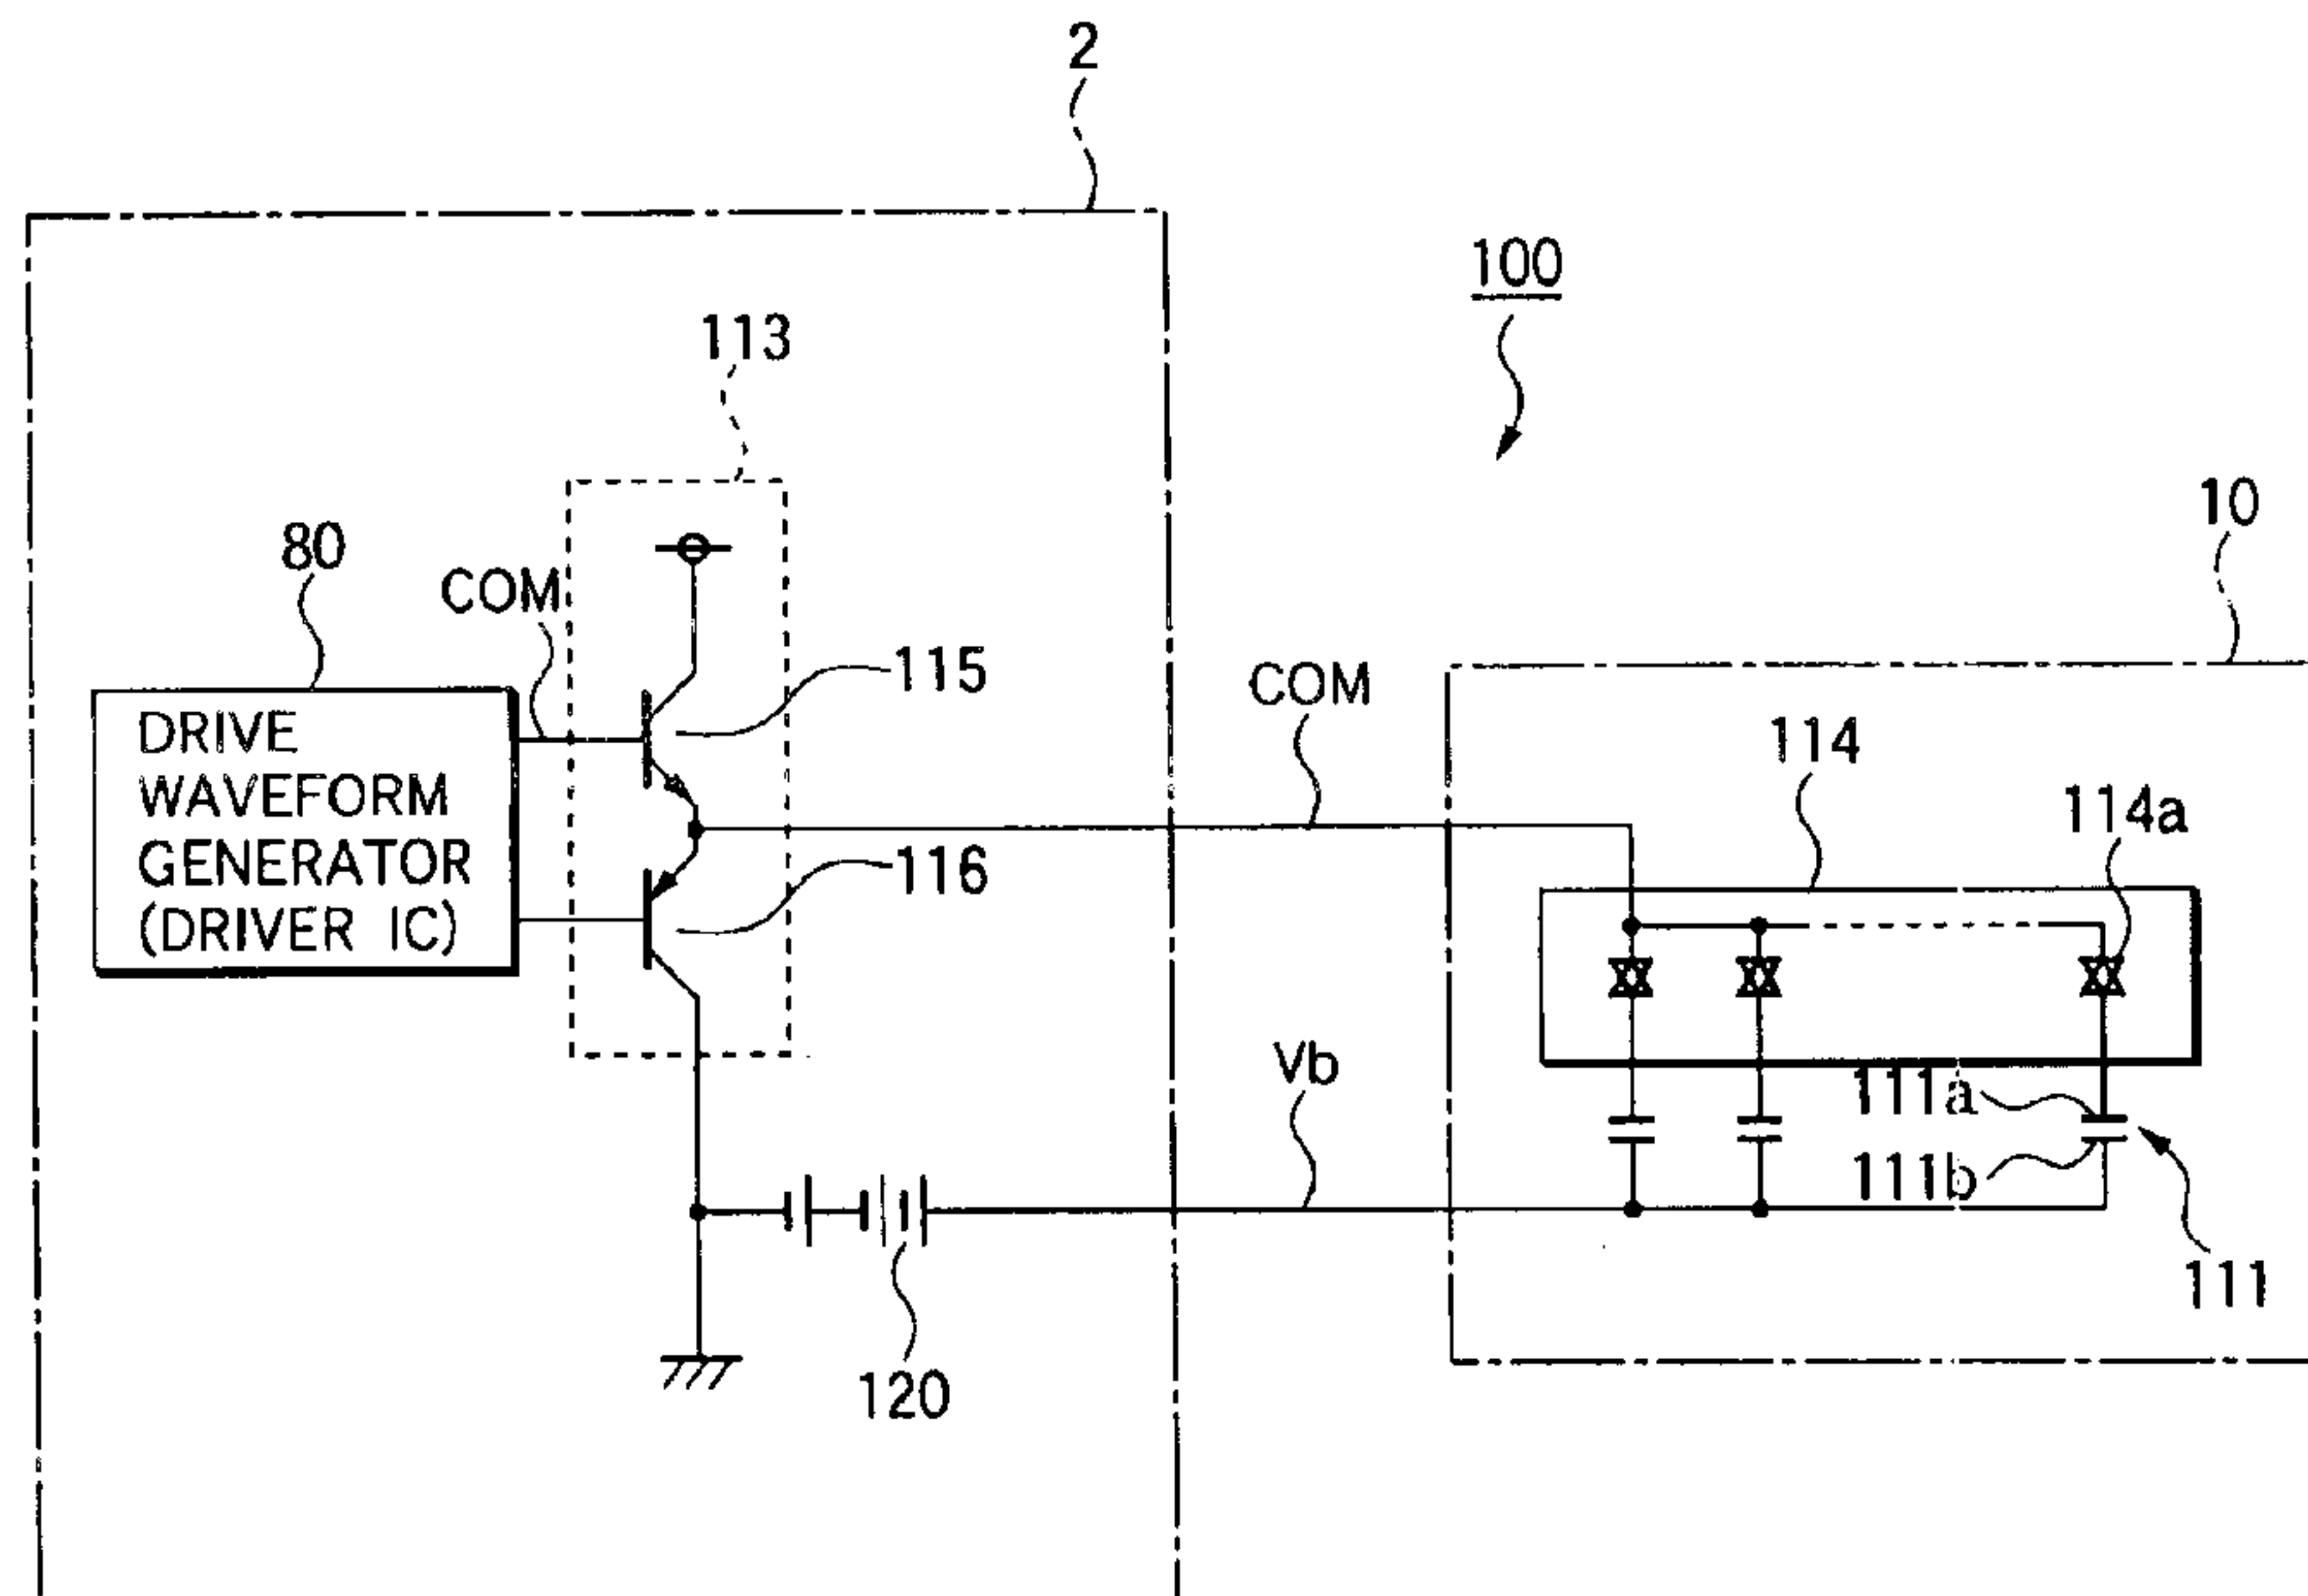 2
100
113
10
80
COM
115
COM
114
114a
DRIVE
WAVEFORM
GENERATOR
(DRIVER IC)
116
Vb
111a
111b
111
120